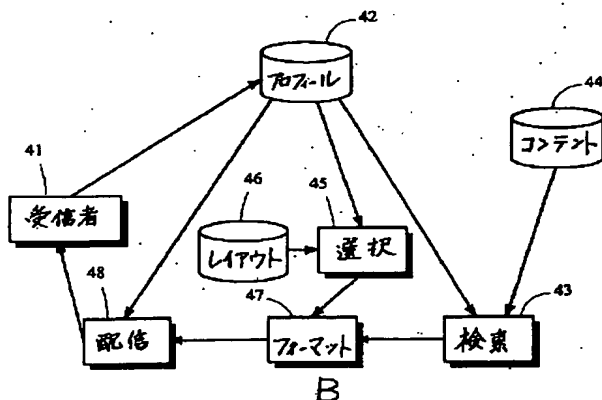 42
プロフィール
44
コンテント
41
受信者
46
レイアウト
45
選択
48
配信
47
フォーマット
43
検索
B